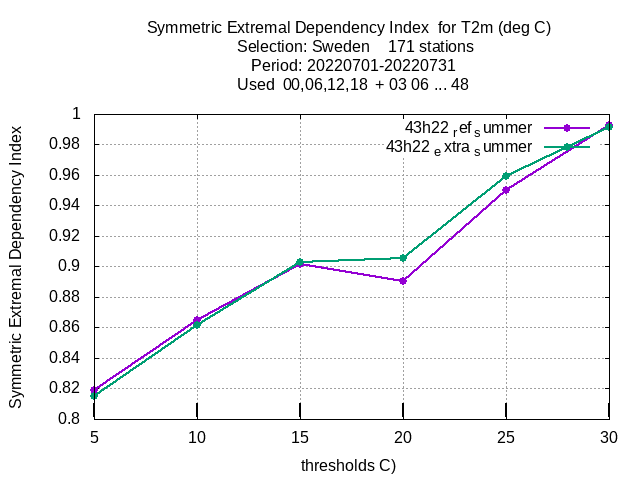 Symmetric Extremal Dependency Index for T2m (deg C)
Selection: Sweden 171 stations
Period: 20220701-20220731
Used 00,06,12,18 + 03 06 ... 48
43h22 ref summer
43h22 extra summer
Symmetric Extremal Dependency Index
1
0.98
0.96
0.94
0.92
0.9
0.88
0.86
0.84
0.82
0.8
5 10 15 20 25 30
thresholds C)